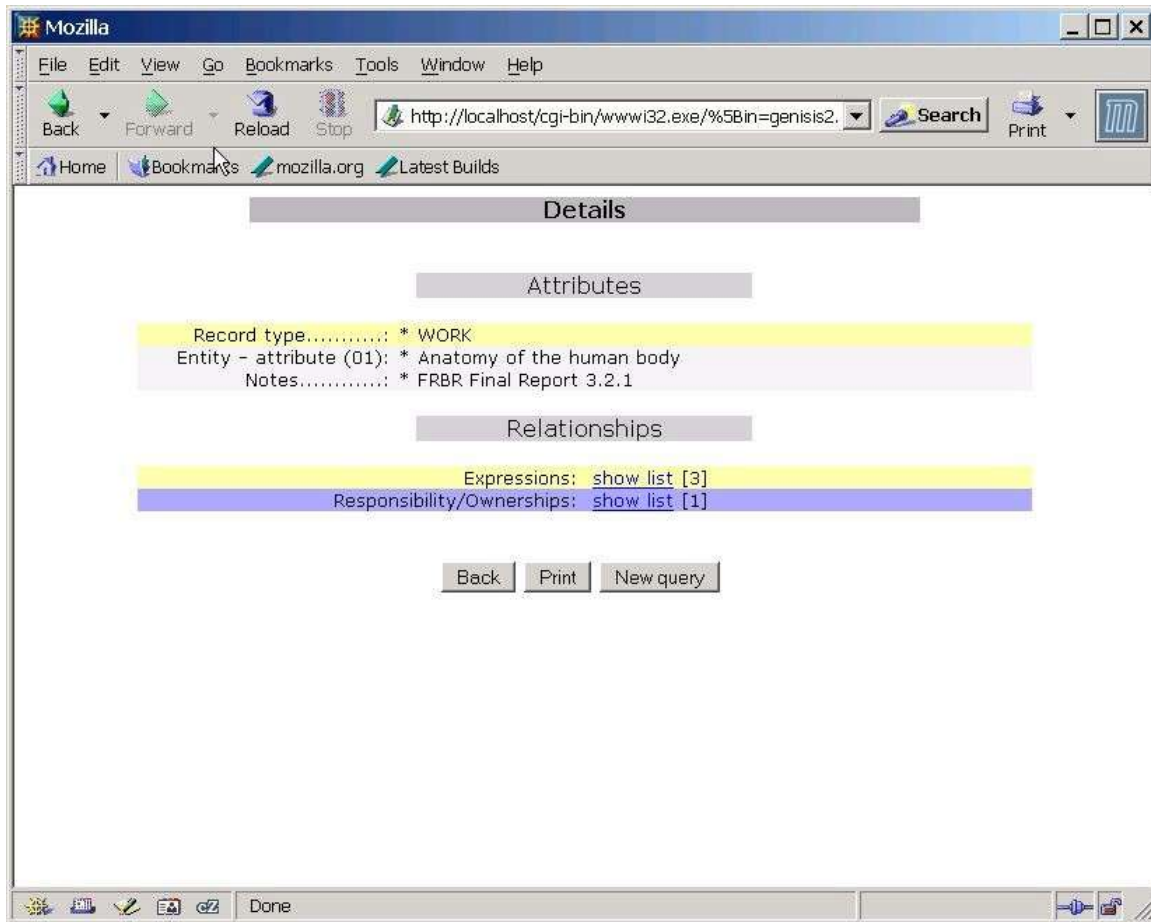 Mozilla
File Edit View Go Bookmarks Tools Window Help
Back Forward Reload Stop http://localhost/cgi-bin/wwwi32.exe/%5Bin=genisis2. Search Print
Home Bookmarks mozilla.org Latest Builds
Details
Attributes
Record type...........: * WORK
Entity - attribute (01): * Anatomy of the human body
Notes............: * FRBR Final Report 3.2.1
Relationships
Expressions: show list [3]
Responsibility/Ownerships: show list [1]
Back Print New query
Done